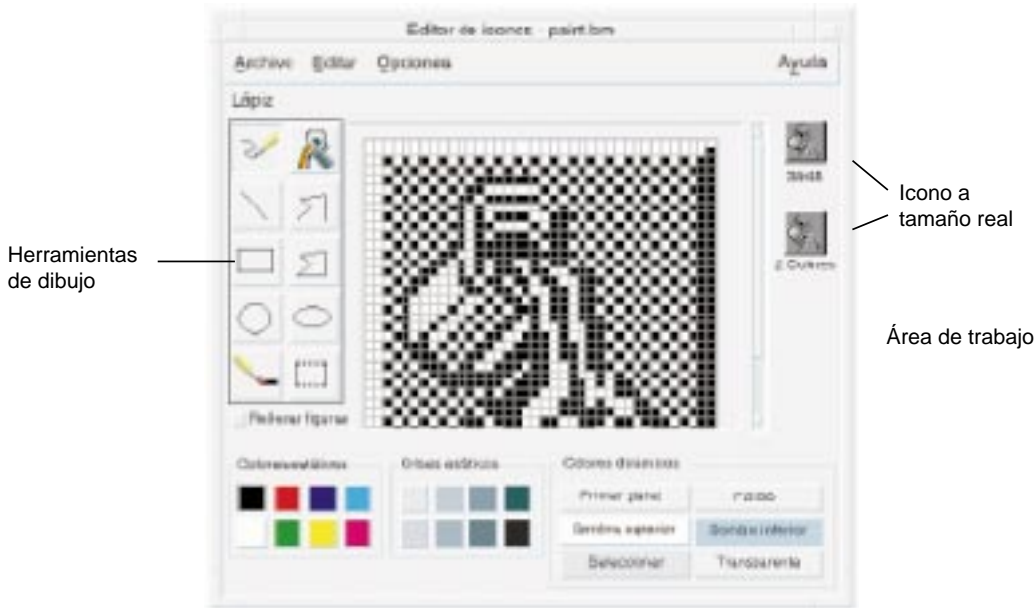 Editor de iconos - paint.bm
Archivo Editar Opciones Ayuda
Lápiz
Icono a
tamaño real
Herramientas
de dibujo
Área de trabajo
Rellenar figuras
Colores estáticos
Grises estáticos
Colores dinámicos
Primer plano
Fondo
Sombra superior
Sombra inferior
Seleccionar
Transparente